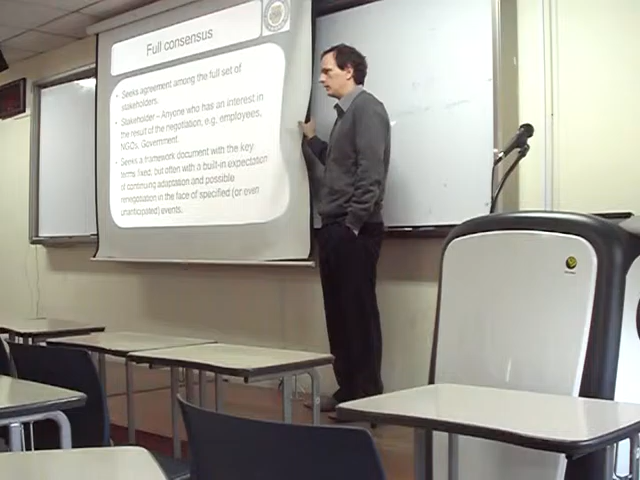 Full consensus
• Seeks agreement among the full set of
stakeholders.
• Stakeholder – Anyone who has an interest in
the result of the negotiation, e.g. employees,
NGOs, Government.
• Seeks a framework document with the key
terms fixed, but often with a built-in expectation
of continuing adaptation and possible
renegotiation in the face of specified (or even
unanticipated) events.